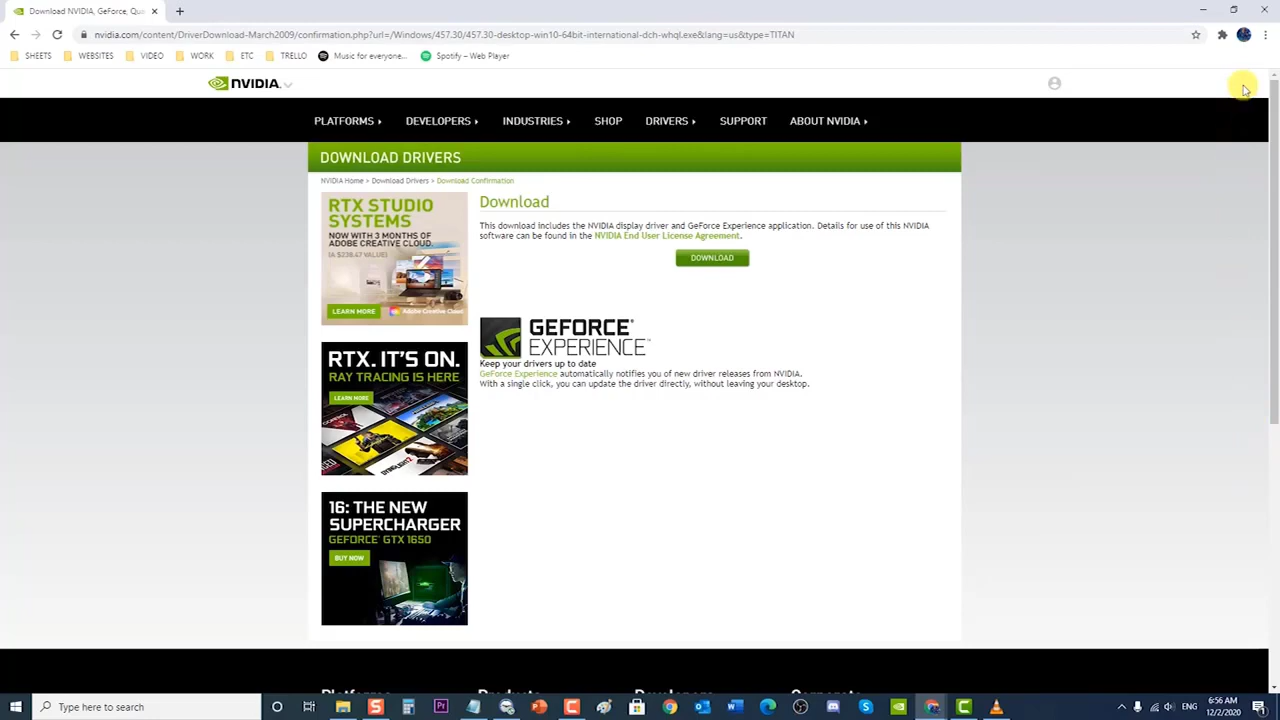 Download NVIDIA, GeForce, Qua
nvidia.com/content/DriverDownload-March2009/confirmation.php?url=/Windows/457.30/457.30-desktop-win10-64bit-international-dch-whql.exe&lang=us&type=TITAN
SHEETS WEBSITES VIDEO WORK ETC TRELLO Music for everyone... Spotify – Web Player
NVIDIA.
PLATFORMS DEVELOPERS INDUSTRIES SHOP DRIVERS SUPPORT ABOUT NVIDIA
DOWNLOAD DRIVERS
NVIDIA Home > Download Drivers > Download Confirmation
RTX STUDIO
SYSTEMS
NOW WITH 3 MONTHS OF
ADOBE CREATIVE CLOUD.
(A $238.47 VALUE)
LEARN MORE
Adobe Creative Cloud
Download
This download includes the NVIDIA display driver and GeForce Experience application. Details for use of this NVIDIA
software can be found in the NVIDIA End User License Agreement.
DOWNLOAD
GEFORCE
EXPERIENCE
Keep your drivers up to date
GeForce Experience automatically notifies you of new driver releases from NVIDIA.
With a single click, you can update the driver directly, without leaving your desktop.
RTX. IT'S ON.
RAY TRACING IS HERE
LEARN MORE
CONTROL
DYING LIGHT 2
16: THE NEW
SUPERCHARGER
GEFORCE GTX 1650
BUY NOW
Type here to search
ENG
6:56 AM
12/2/2020